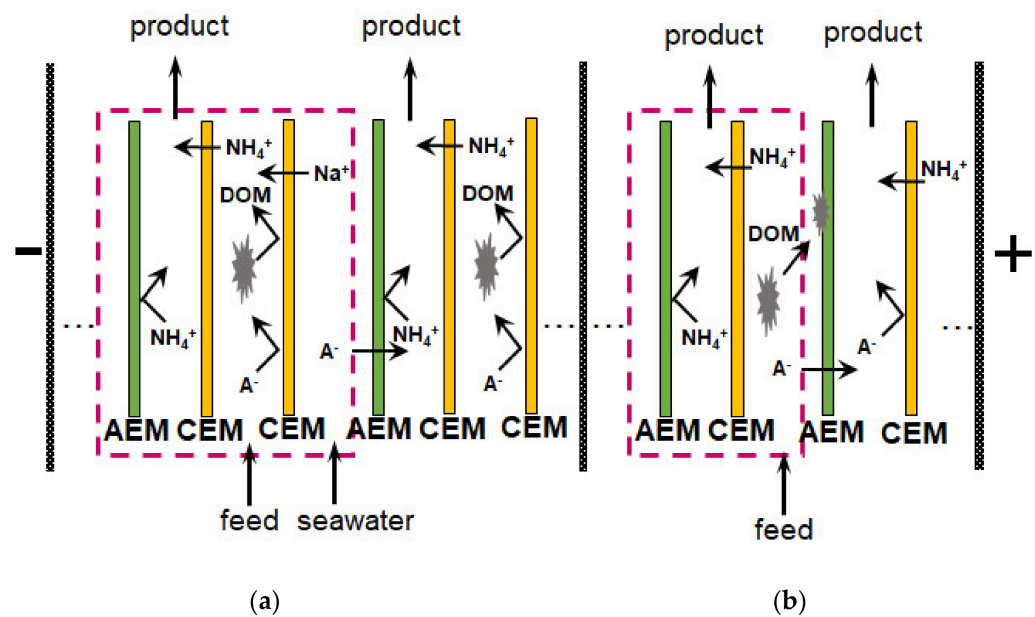 product product product product
NH₄⁺ Na⁺ NH₄⁺ NH₄⁺ NH₄⁺
DOM DOM DOM
- +
NH₄⁺ A⁻ A⁻ NH₄⁺ A⁻ NH₄⁺ A⁻ A⁻
... ... ... ...
AEM CEM CEM AEM CEM CEM AEM CEM AEM CEM
feed seawater feed
(a) (b)